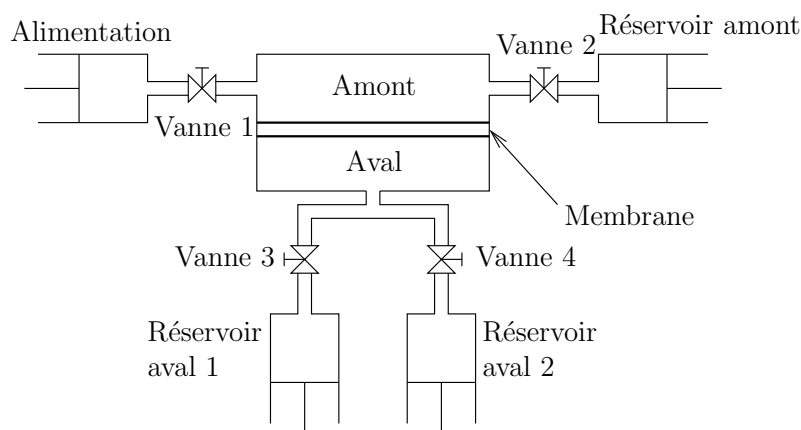 Alimentation
Réservoir amont
Vanne 2
Amont
Vanne 1
Aval
Membrane
Vanne 3
Vanne 4
Réservoir
aval 1
Réservoir
aval 2